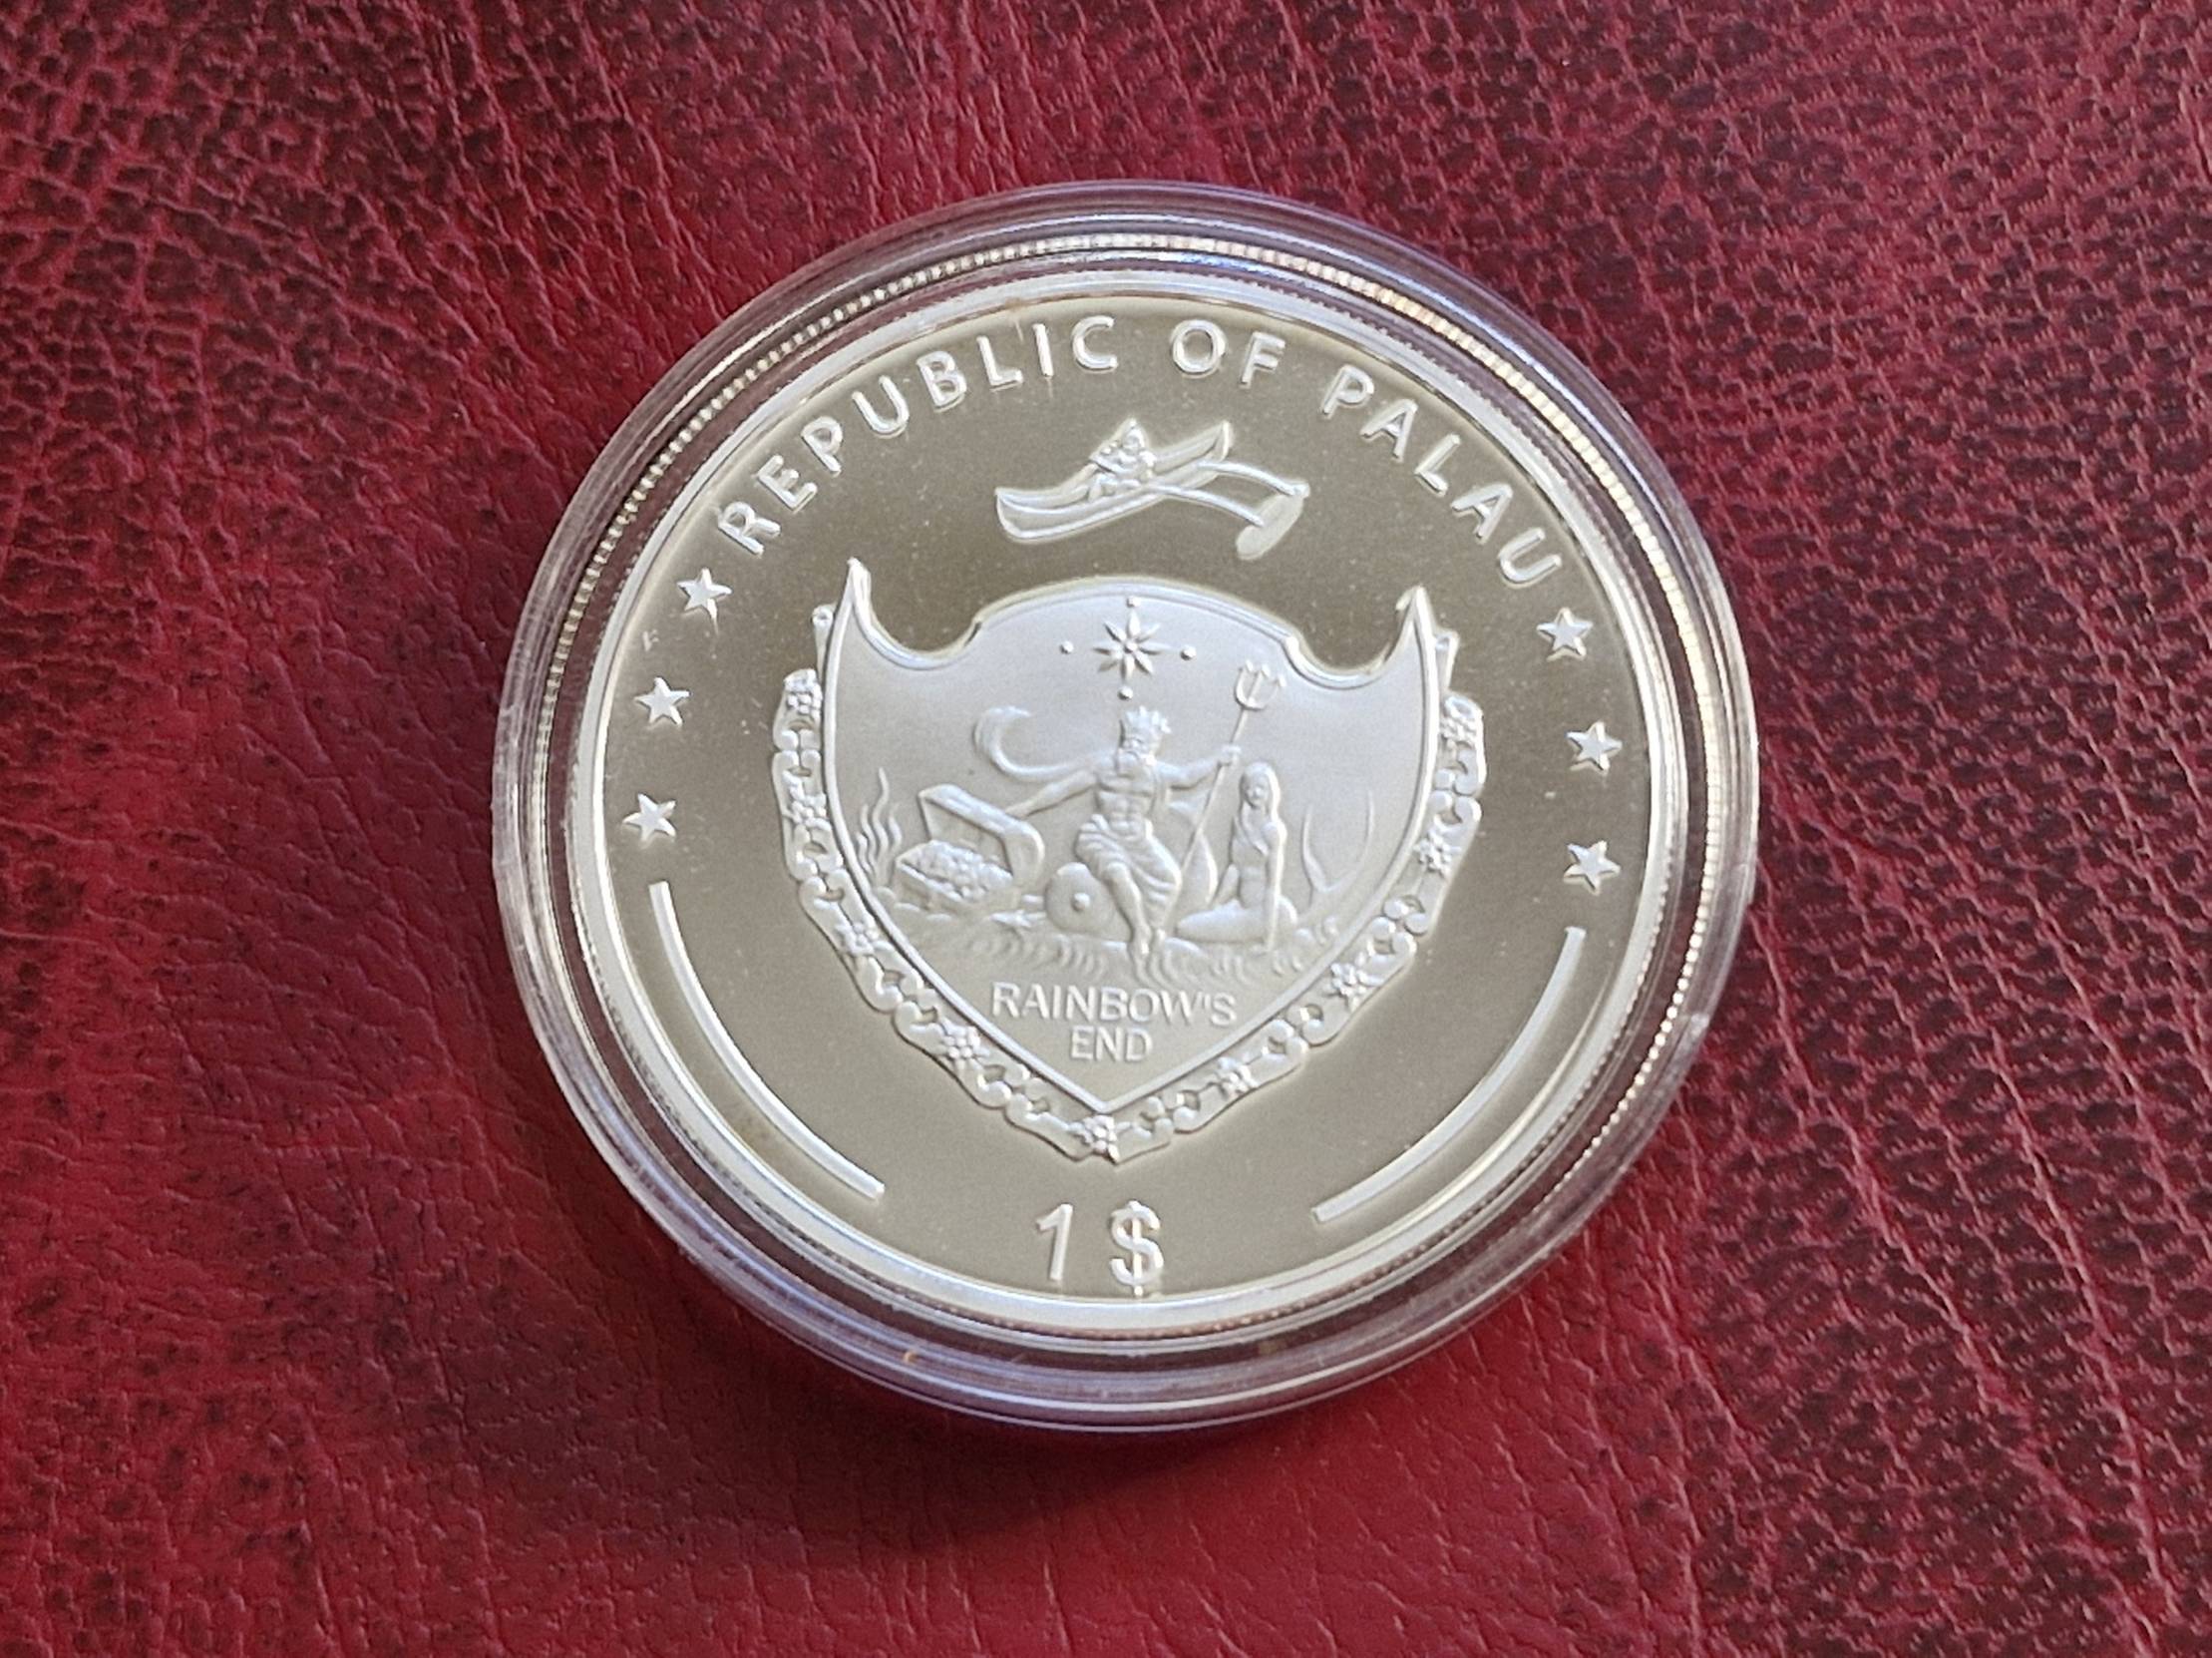 REPUBLIC OF PALAU
RAINBOW'S
END
1 $